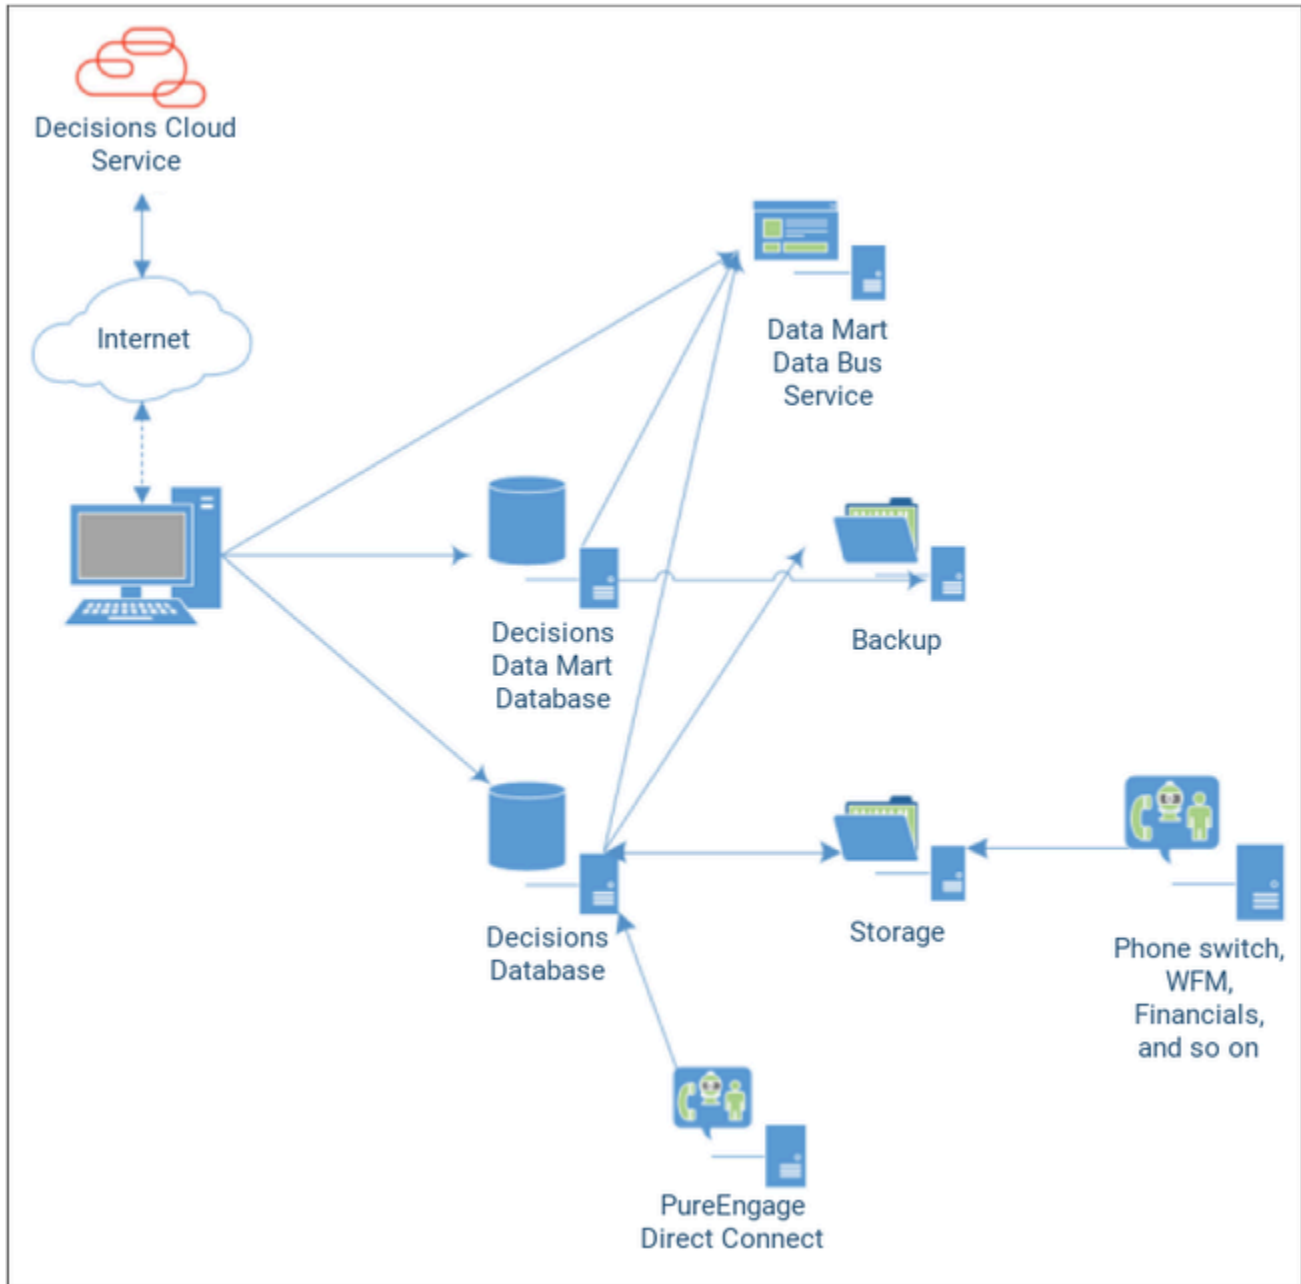 Decisions Cloud
Service
Internet
Data Mart
Data Bus
Service
Decisions
Data Mart
Database
Backup
Decisions
Database
Storage
Phone switch,
WFM,
Financials,
and so on
PureEngage
Direct Connect